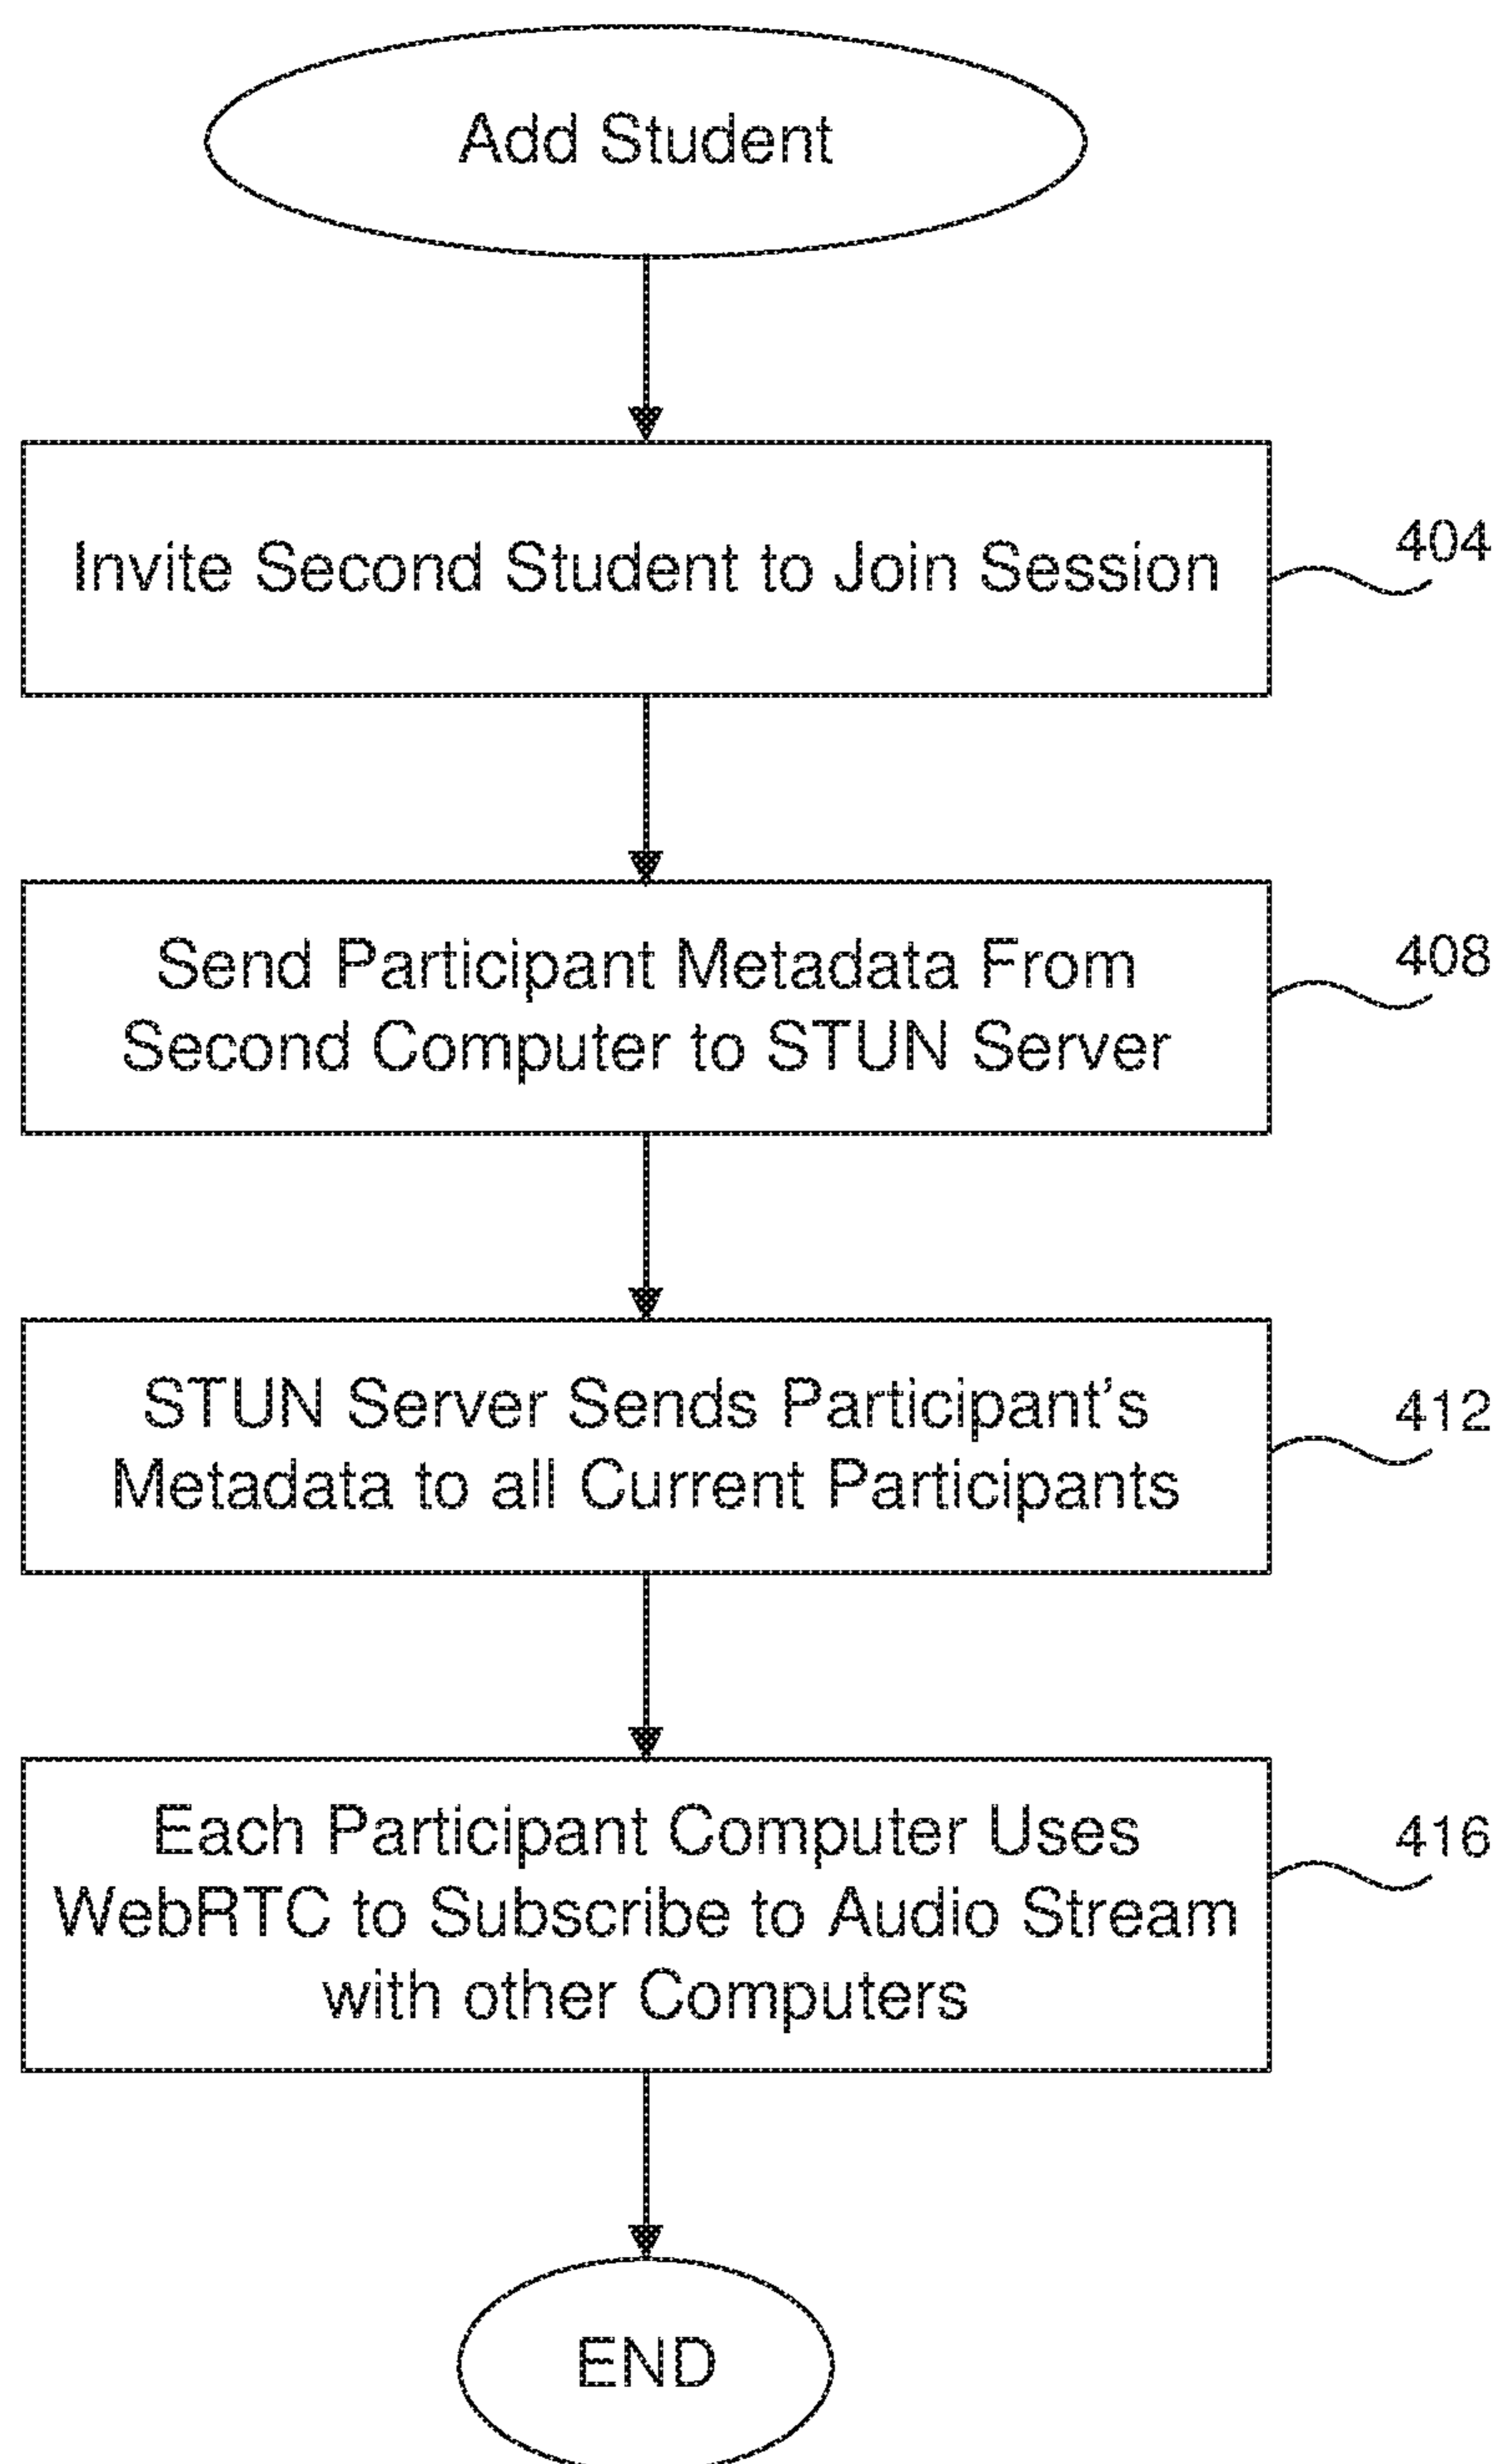 Add Student
Invite Second Student to Join Session
404
Send Participant Metadata From
Second Computer to STUN Server
408
STUN Server Sends Participant's
Metadata to all Current Participants
412
Each Participant Computer Uses
WebRTC to Subscribe to Audio Stream
with other Computers
416
END